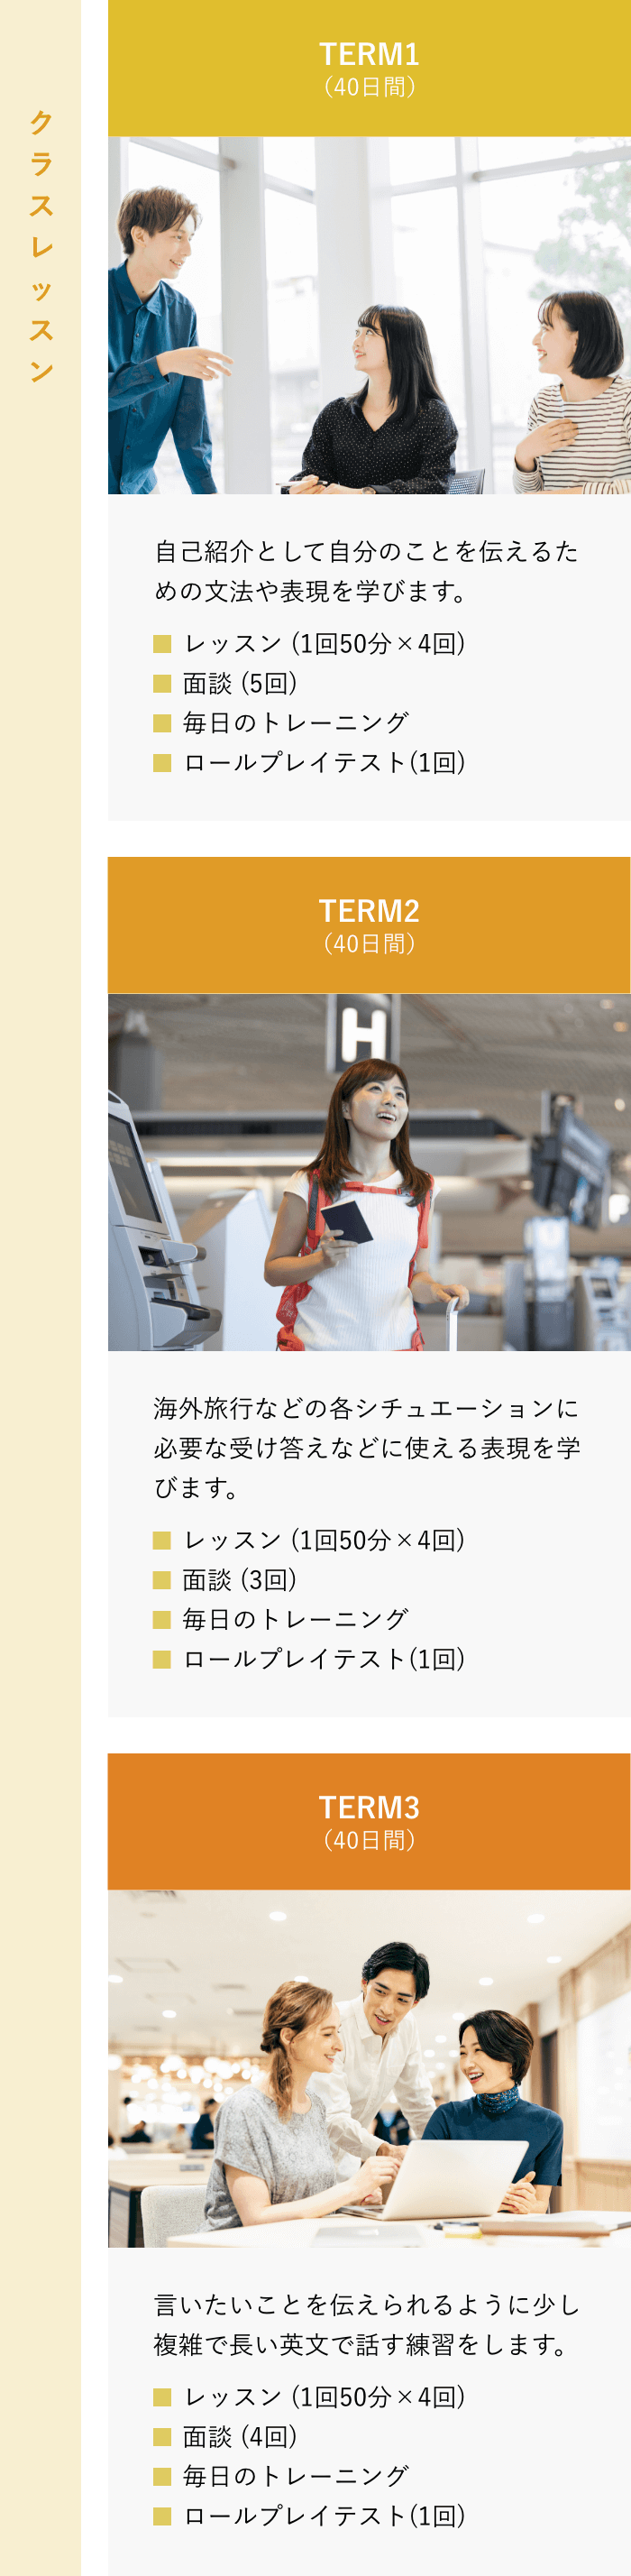 クラスレッスン
TERM1
（40日間）
自己紹介として自分のことを伝えるた
めの文法や表現を学びます。
■ レッスン (1回50分×4回)
■ 面談 (5回)
■ 毎日のトレーニング
■ ロールプレイテスト(1回)
TERM2
（40日間）
H
海外旅行などの各シチュエーションに
必要な受け答えなどに使える表現を学
びます。
■ レッスン (1回50分×4回)
■ 面談 (3回)
■ 毎日のトレーニング
■ ロールプレイテスト(1回)
TERM3
（40日間）
言いたいことを伝えられるように少し
複雑で長い英文で話す練習をします。
■ レッスン (1回50分×4回)
■ 面談 (4回)
■ 毎日のトレーニング
■ ロールプレイテスト(1回)